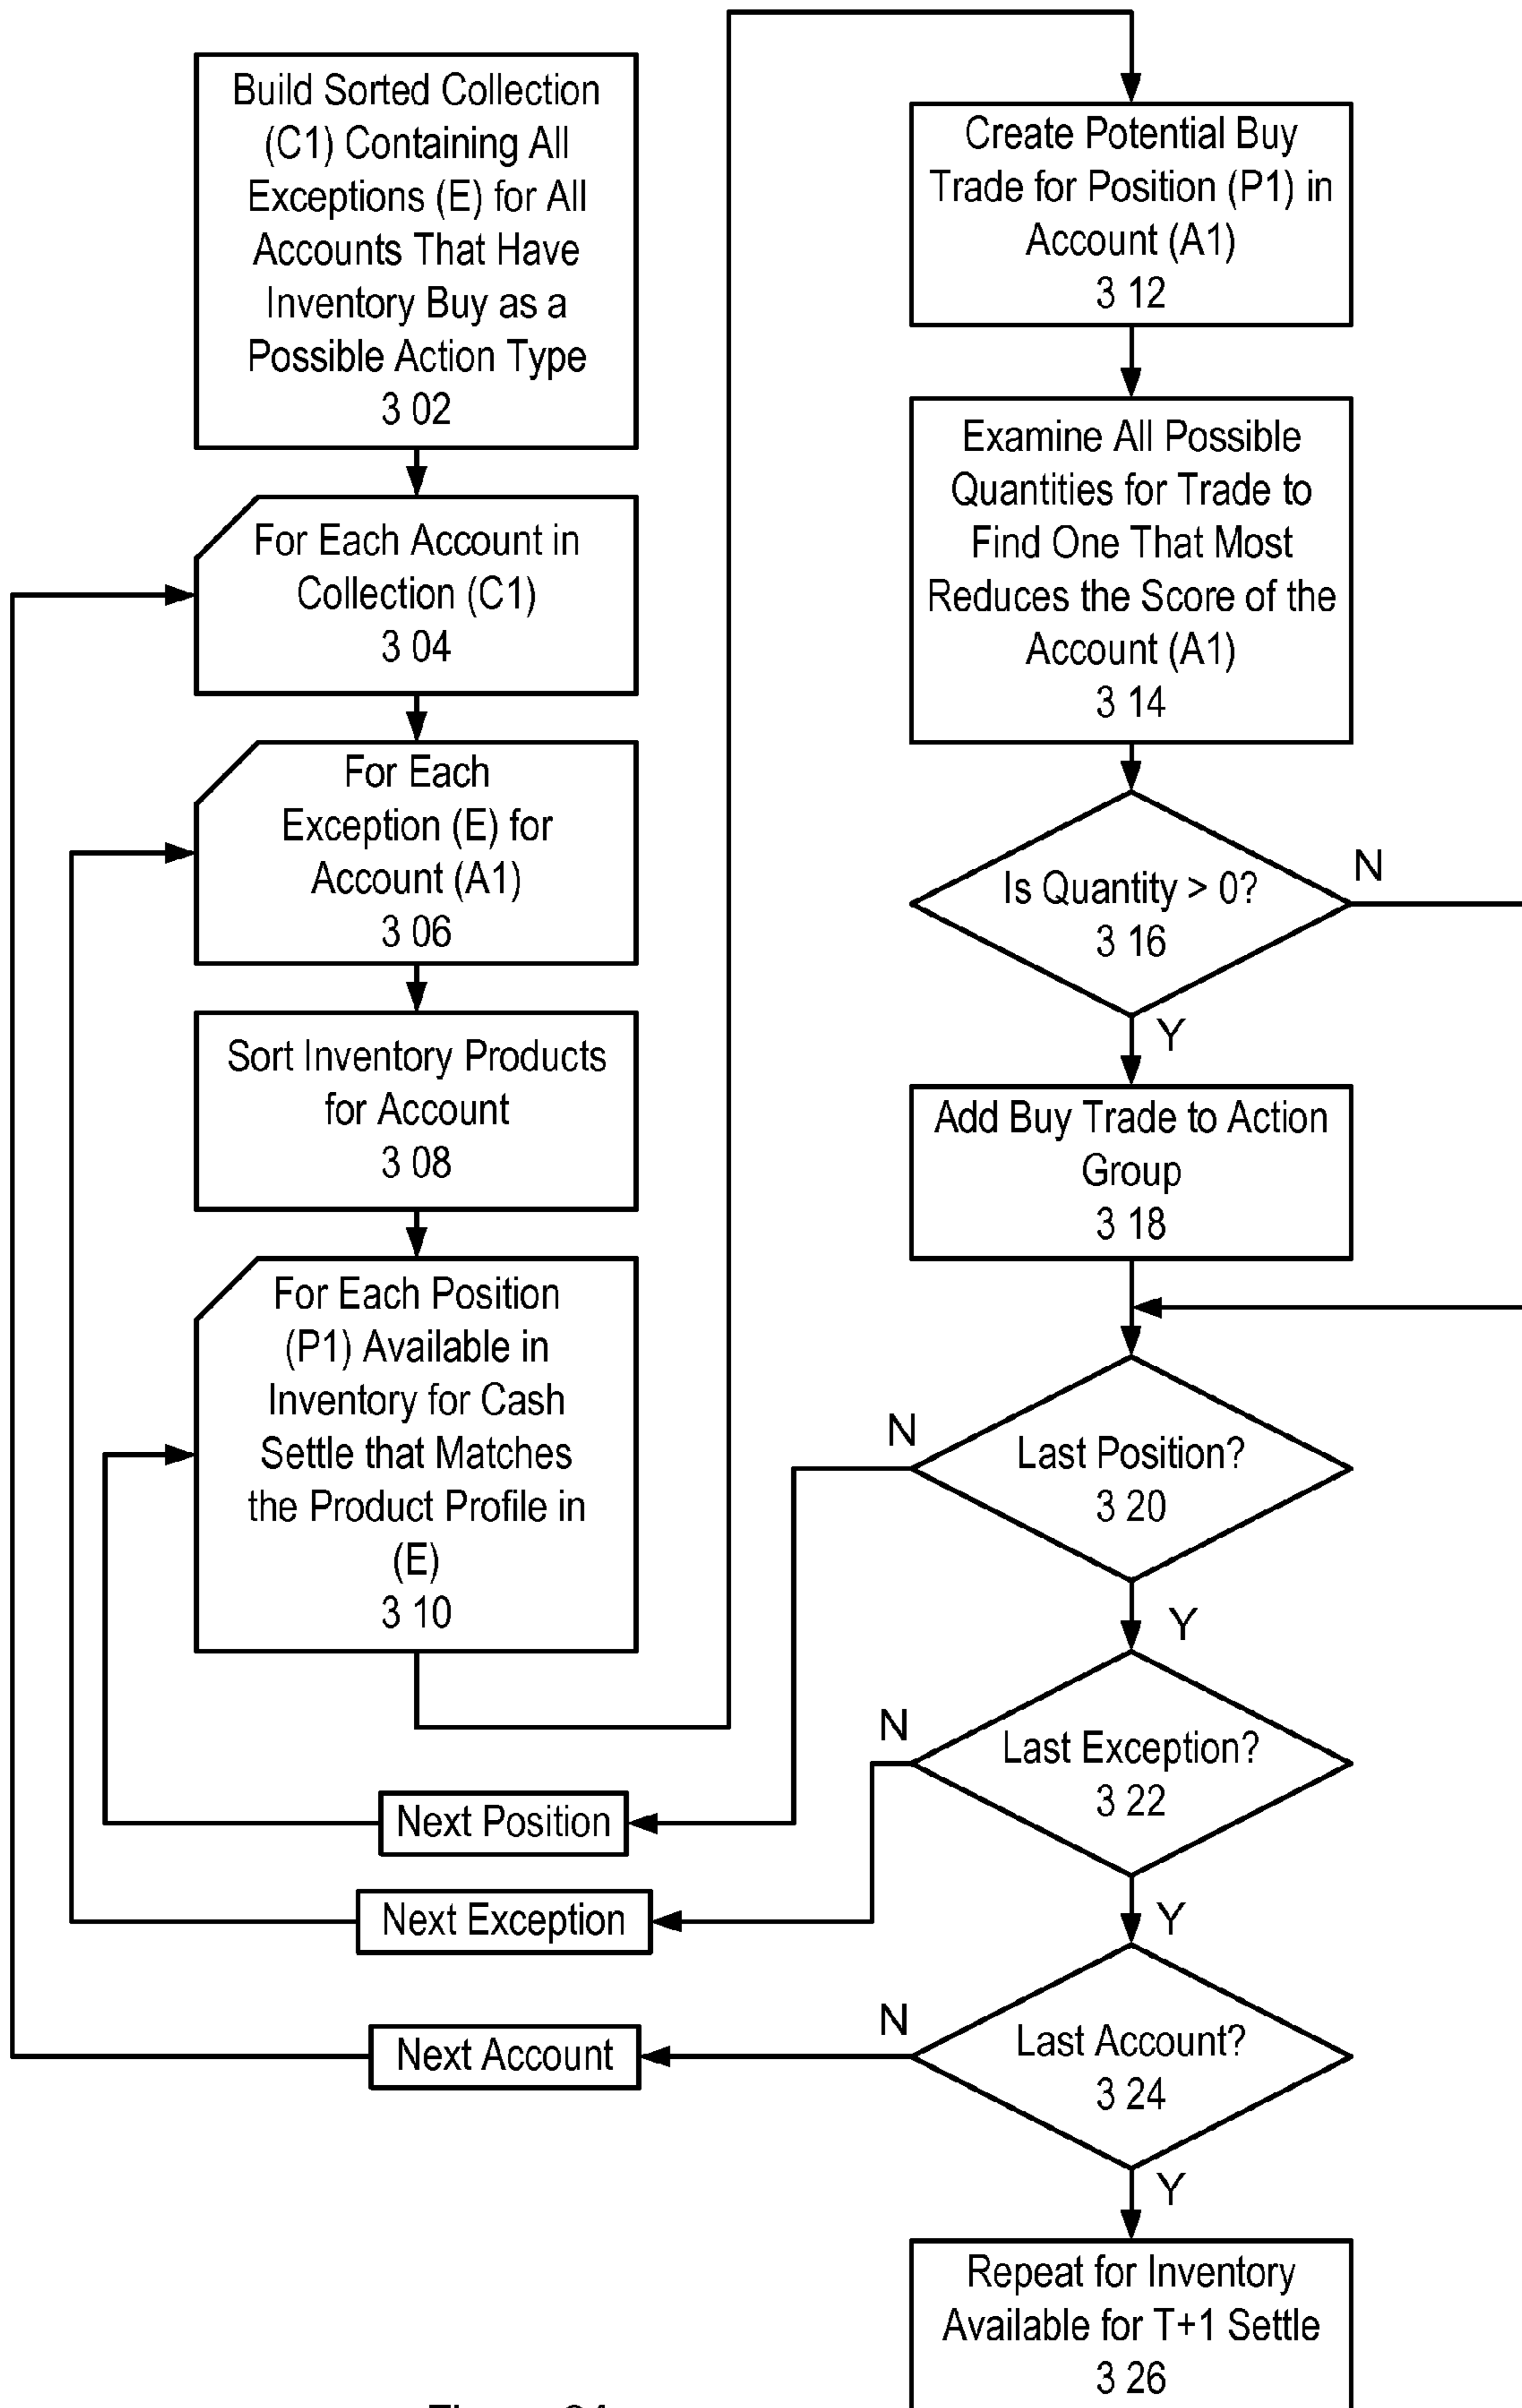 Build Sorted Collection
(C1) Containing All
Exceptions (E) for All
Accounts That Have
Inventory Buy as a
Possible Action Type
3 02
For Each Account in
Collection (C1)
3 04
For Each
Exception (E) for
Account (A1)
3 06
Sort Inventory Products
for Account
3 08
For Each Position
(P1) Available in
Inventory for Cash
Settle that Matches
the Product Profile in
(E)
3 10
Next Position
Next Exception
Next Account
Create Potential Buy
Trade for Position (P1) in
Account (A1)
3 12
Examine All Possible
Quantities for Trade to
Find One That Most
Reduces the Score of the
Account (A1)
3 14
Is Quantity > 0?
3 16
N
Y
Add Buy Trade to Action
Group
3 18
Last Position?
3 20
N
Y
Last Exception?
3 22
N
Y
Last Account?
3 24
N
Y
Repeat for Inventory
Available for T+1 Settle
3 26